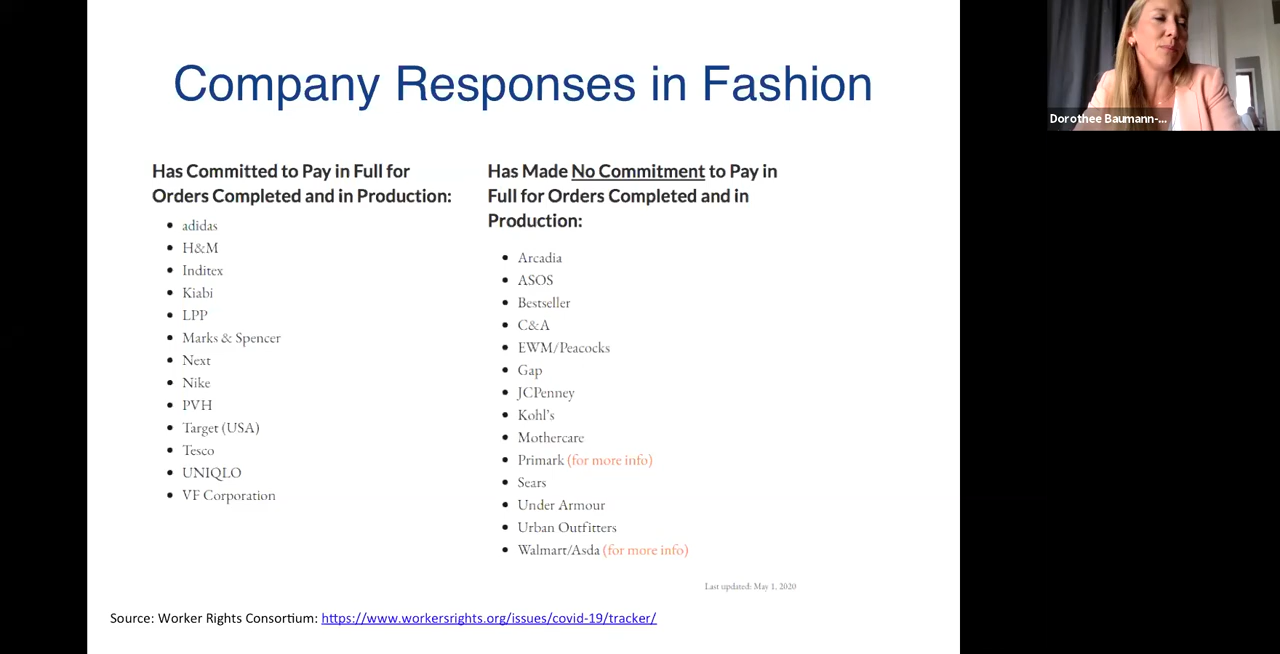 Company Responses in Fashion
Has Committed to Pay in Full for
Orders Completed and in Production:
adidas
H&M
Inditex
Kiabi
LPP
Marks & Spencer
Next
Nike
PVH
Target (USA)
Tesco
UNIQLO
VF Corporation
Has Made No Commitment to Pay in
Full for Orders Completed and in
Production:
Arcadia
ASOS
Bestseller
C&A
EWM/Peacocks
Gap
JCPenney
Kohl's
Mothercare
Primark (for more info)
Sears
Under Armour
Urban Outfitters
Walmart/Asda (for more info)
Last updated: May 1, 2020
Source: Worker Rights Consortium: https://www.workersrights.org/issues/covid-19/tracker/
Dorothee Baumann-...